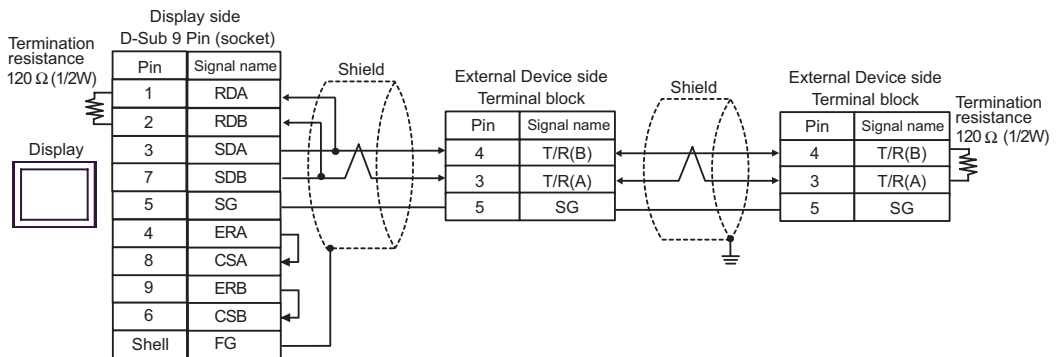 Display side
D-Sub 9 Pin (socket)
Termination
resistance
120 Ω (1/2W)
Display
Pin Signal name
1 RDA
2 RDB
3 SDA
7 SDB
5 SG
4 ERA
8 CSA
9 ERB
6 CSB
Shell FG
Shield
External Device side
Terminal block
Pin Signal name
4 T/R(B)
3 T/R(A)
5 SG
Shield
External Device side
Terminal block
Pin Signal name
4 T/R(B)
3 T/R(A)
5 SG
Termination
resistance
120 Ω (1/2W)